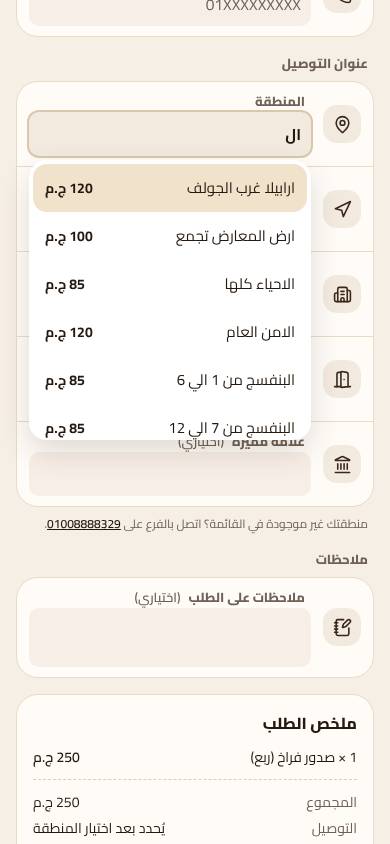 01XXXXXXXXX
عنوان التوصيل
المنطقة
ال
ارابيلا غرب الجولف 120 ج.م
ارض المعارض تجمع 100 ج.م
الاحياء كلها 85 ج.م
الامن العام 120 ج.م
البنفسج من 1 الي 6 85 ج.م
البنفسج من 7 الي 12 85 ج.م
علامة مميزة (اختياري)
منطقتك غير موجودة في القائمة؟ اتصل بالفرع على 01008888329.
ملاحظات
ملاحظات على الطلب (اختياري)
ملخص الطلب
1 × صدور فراخ (ربع) 250 ج.م
المجموع 250 ج.م
التوصيل يُحدد بعد اختيار المنطقة